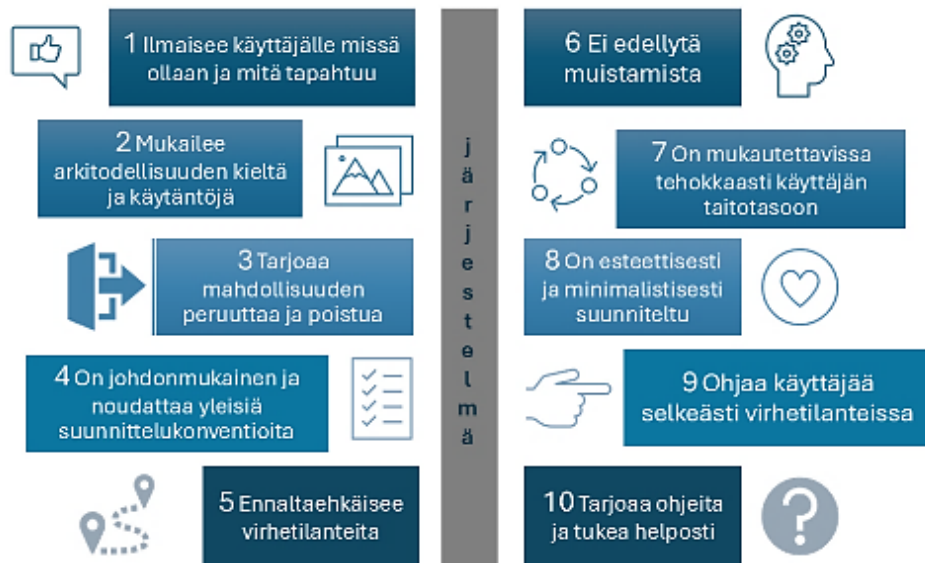 1 Ilmaisee käyttäjälle missä
ollaan ja mitä tapahtuu
2 Mukailee
arkitodellisuuden kieltä
ja käytäntöjä
3 Tarjoaa
mahdollisuuden
peruuttaa ja poistua
4 On johdonmukainen ja
noudattaa yleisiä
suunnittelukonventioita
5 Ennaltaehkäisee
virhetilanteita
järjestelmä
6 Ei edellytä
muistamista
7 On mukautettavissa
tehokkaasti käyttäjän
taitotasoon
8 On esteettisesti
ja minimalistisesti
suunniteltu
9 Ohjaa käyttäjää
selkeästi virhetilanteissa
10 Tarjoaa ohjeita
ja tukea helposti
?